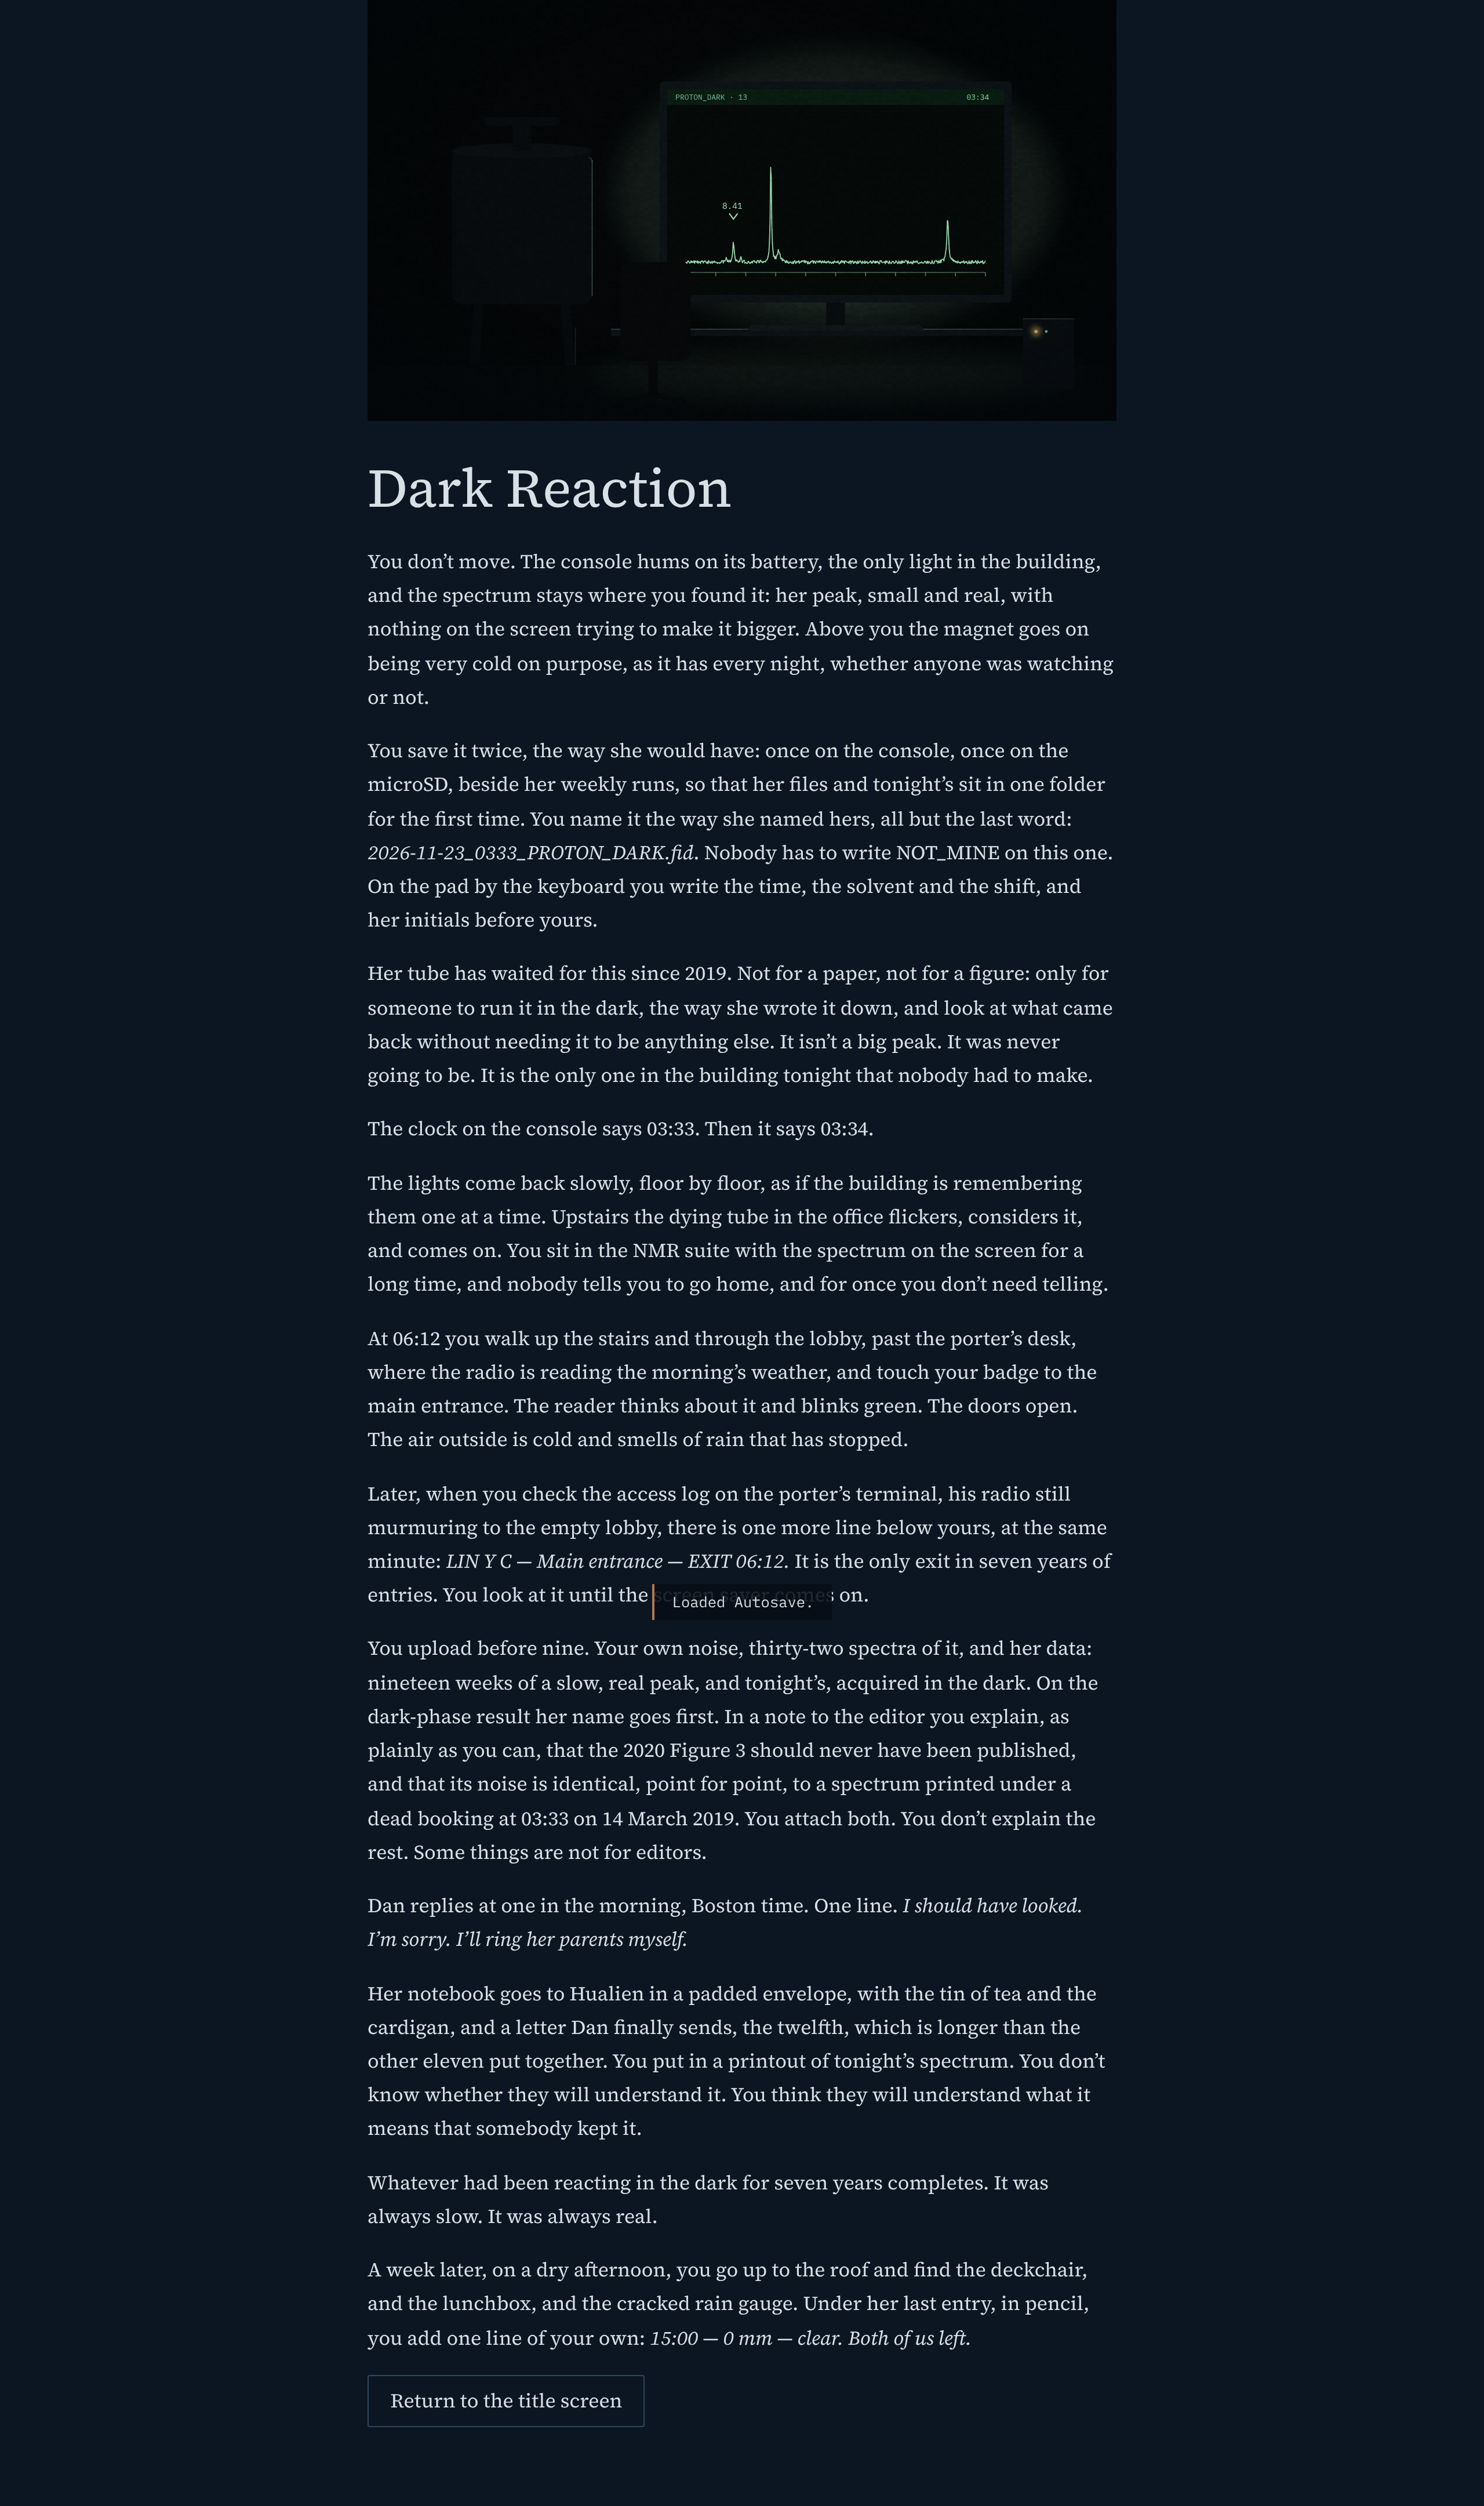 PROTON_DARK · 13
03:34
8.41
Dark Reaction
You don’t move. The console hums on its battery, the only light in the building,
and the spectrum stays where you found it: her peak, small and real, with
nothing on the screen trying to make it bigger. Above you the magnet goes on
being very cold on purpose, as it has every night, whether anyone was watching
or not.
You save it twice, the way she would have: once on the console, once on the
microSD, beside her weekly runs, so that her files and tonight’s sit in one folder
for the first time. You name it the way she named hers, all but the last word:
2026-11-23_0333_PROTON_DARK.fid. Nobody has to write NOT_MINE on this one.
On the pad by the keyboard you write the time, the solvent and the shift, and
her initials before yours.
Her tube has waited for this since 2019. Not for a paper, not for a figure: only for
someone to run it in the dark, the way she wrote it down, and look at what came
back without needing it to be anything else. It isn’t a big peak. It was never
going to be. It is the only one in the building tonight that nobody had to make.
The clock on the console says 03:33. Then it says 03:34.
The lights come back slowly, floor by floor, as if the building is remembering
them one at a time. Upstairs the dying tube in the office flickers, considers it,
and comes on. You sit in the NMR suite with the spectrum on the screen for a
long time, and nobody tells you to go home, and for once you don’t need telling.
At 06:12 you walk up the stairs and through the lobby, past the porter’s desk,
where the radio is reading the morning’s weather, and touch your badge to the
main entrance. The reader thinks about it and blinks green. The doors open.
The air outside is cold and smells of rain that has stopped.
Later, when you check the access log on the porter’s terminal, his radio still
murmuring to the empty lobby, there is one more line below yours, at the same
minute: LIN Y C — Main entrance — EXIT 06:12. It is the only exit in seven years of
entries. You look at it until the screen saver comes on.
Loaded Autosave.
You upload before nine. Your own noise, thirty-two spectra of it, and her data:
nineteen weeks of a slow, real peak, and tonight’s, acquired in the dark. On the
dark-phase result her name goes first. In a note to the editor you explain, as
plainly as you can, that the 2020 Figure 3 should never have been published,
and that its noise is identical, point for point, to a spectrum printed under a
dead booking at 03:33 on 14 March 2019. You attach both. You don’t explain the
rest. Some things are not for editors.
Dan replies at one in the morning, Boston time. One line. I should have looked.
I’m sorry. I’ll ring her parents myself.
Her notebook goes to Hualien in a padded envelope, with the tin of tea and the
cardigan, and a letter Dan finally sends, the twelfth, which is longer than the
other eleven put together. You put in a printout of tonight’s spectrum. You don’t
know whether they will understand it. You think they will understand what it
means that somebody kept it.
Whatever had been reacting in the dark for seven years completes. It was
always slow. It was always real.
A week later, on a dry afternoon, you go up to the roof and find the deckchair,
and the lunchbox, and the cracked rain gauge. Under her last entry, in pencil,
you add one line of your own: 15:00 — 0 mm — clear. Both of us left.
Return to the title screen